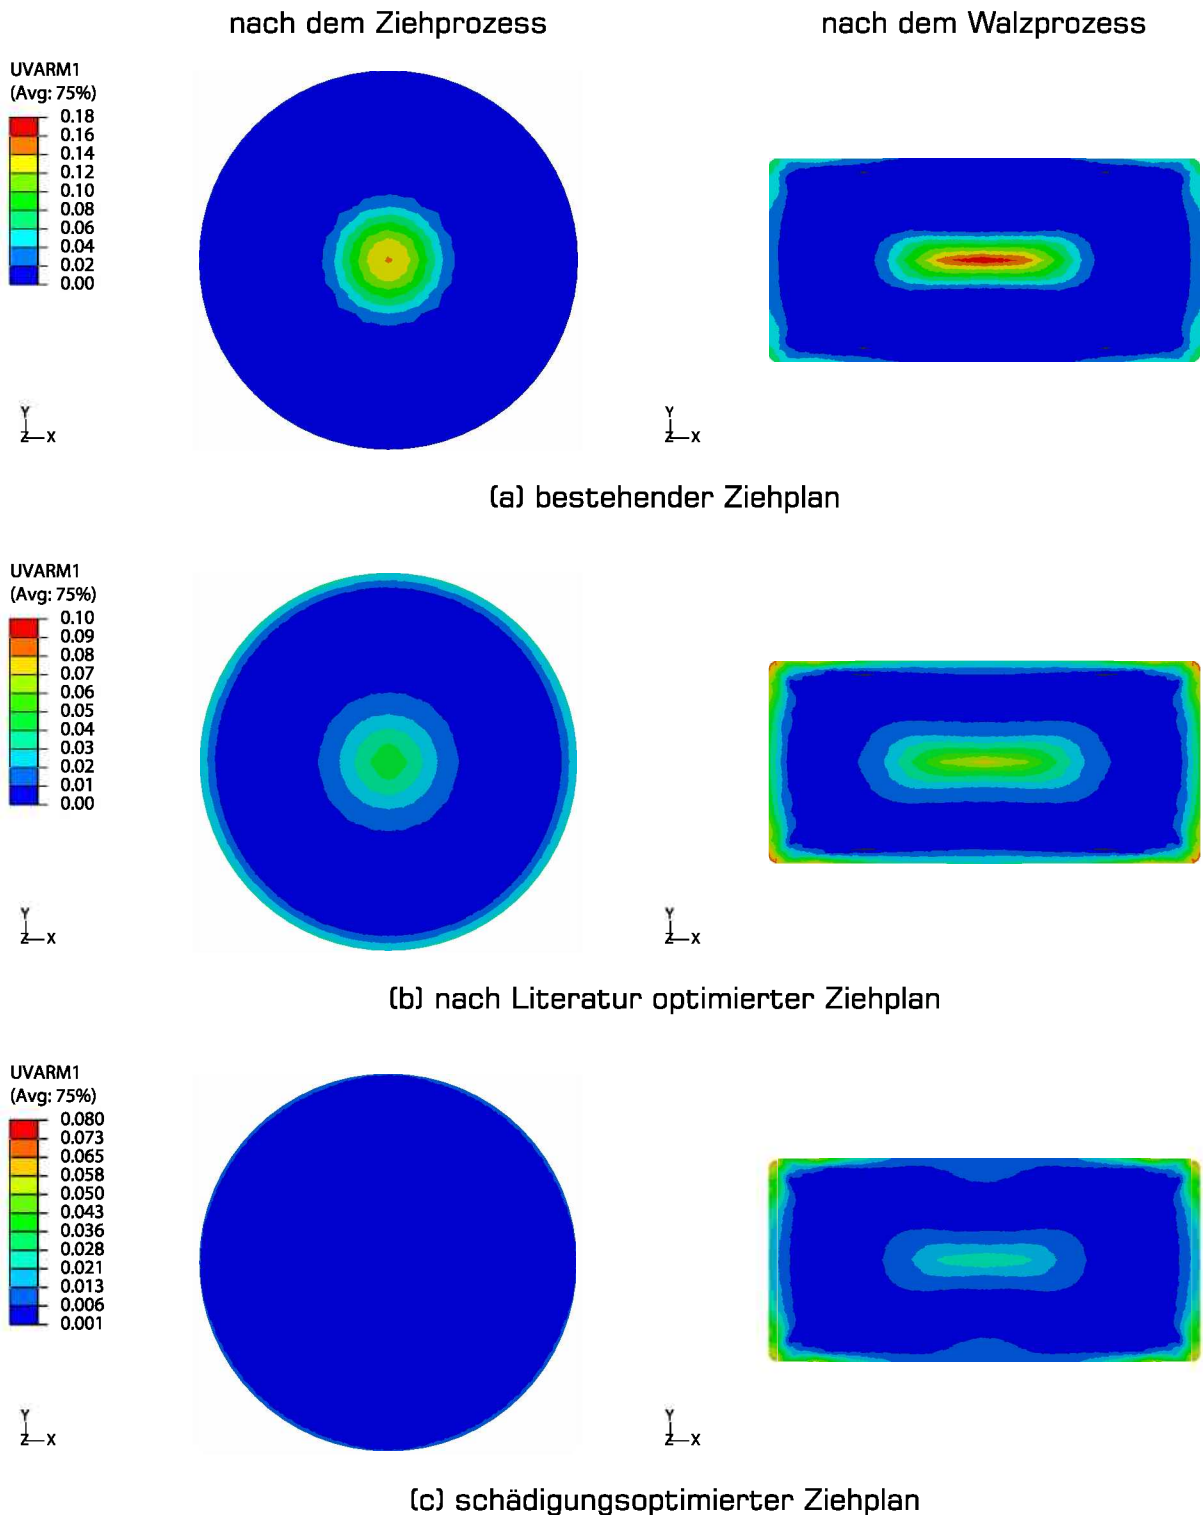 nach dem Ziehprozess
nach dem Walzprozess
UVARM1
(Avg: 75%)
0.18
0.16
0.14
0.12
0.10
0.08
0.06
0.04
0.02
0.00
Y
Z X
Y
Z X
(a) bestehender Ziehplan
UVARM1
(Avg: 75%)
0.10
0.09
0.08
0.07
0.06
0.05
0.04
0.03
0.02
0.01
0.00
Y
Z X
Y
Z X
(b) nach Literatur optimierter Ziehplan
UVARM1
(Avg: 75%)
0.080
0.073
0.065
0.058
0.050
0.043
0.036
0.028
0.021
0.013
0.006
0.001
Y
Z X
Y
Z X
(c) schädigungsoptimierter Ziehplan